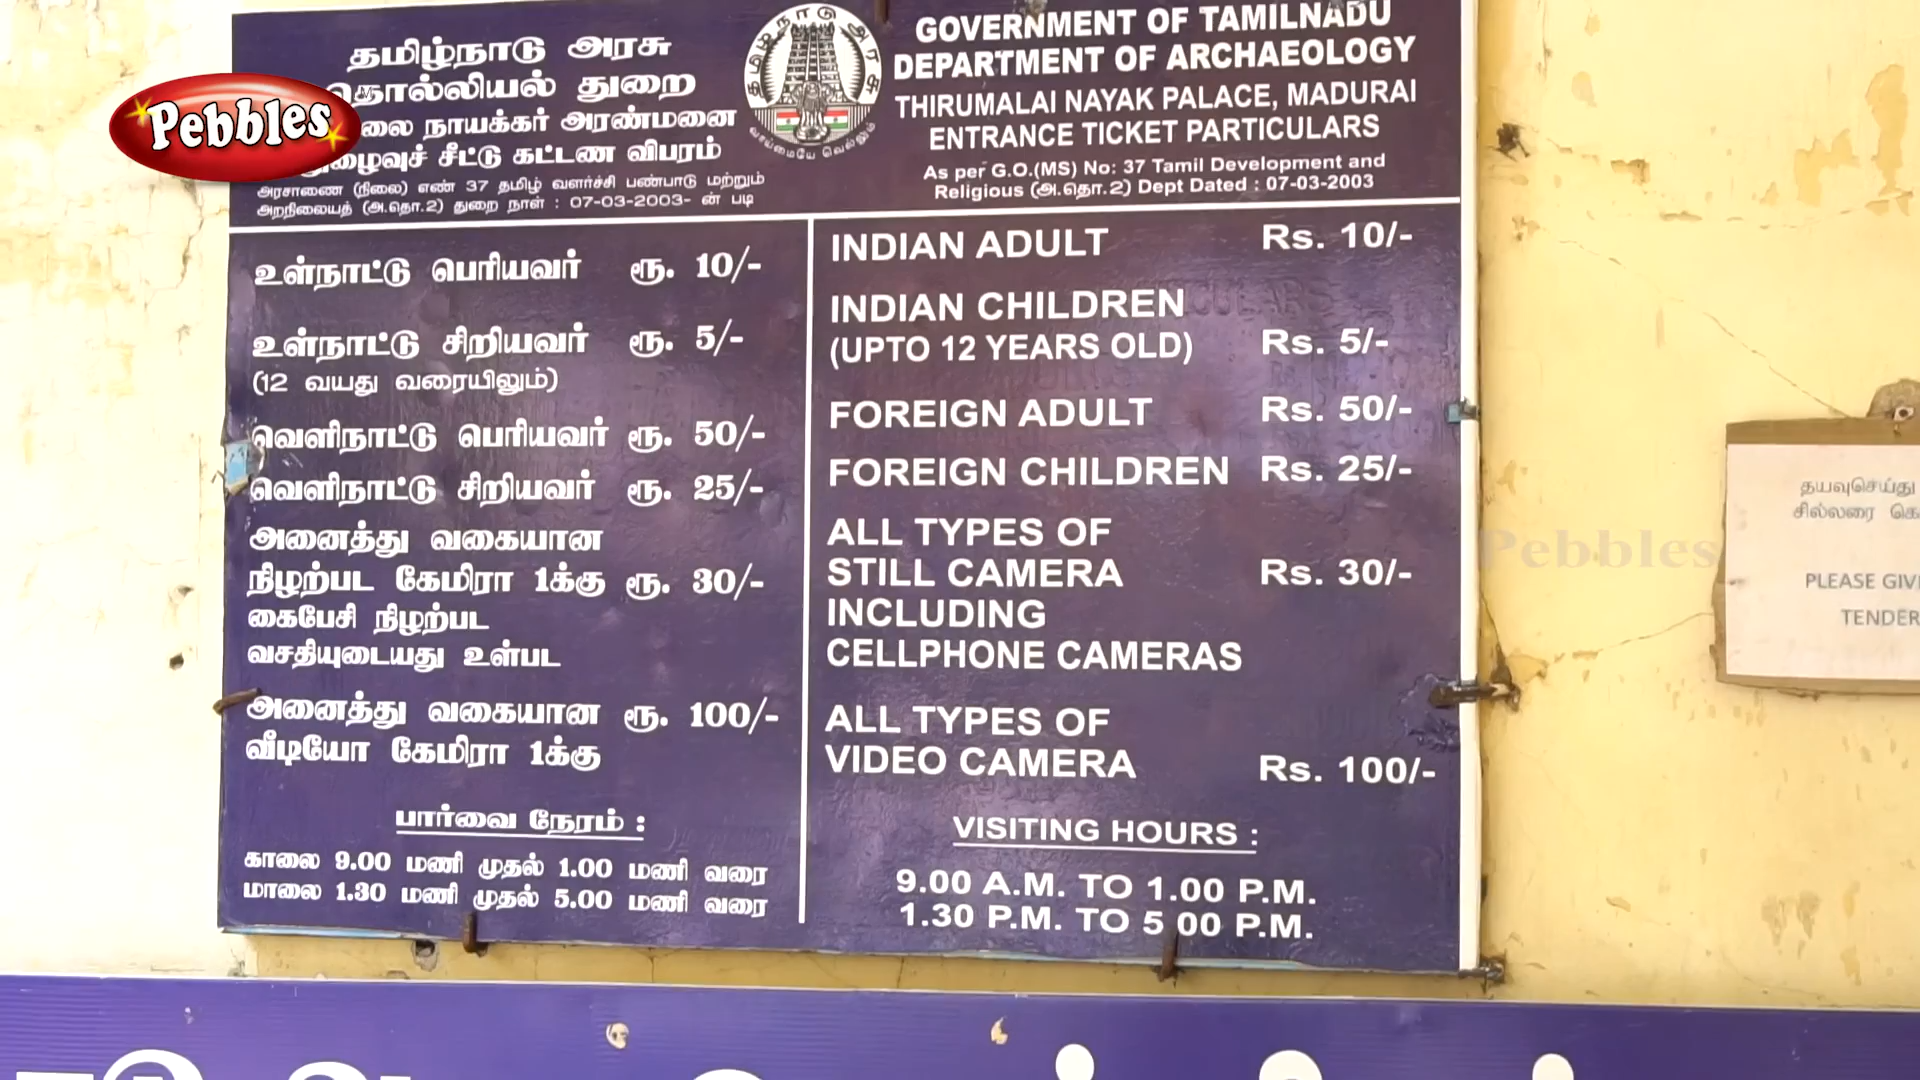 தமிழ்நாடு அரசு
தொல்லியல் துறை
நாயக்கர் அரண்மனை
நுழைவுச் சீட்டு கட்டண விபரம்
அரசாணை (நிலை) எண் 37 தமிழ் வளர்ச்சி பண்பாடு மற்றும்
அறநிலையத் (அ.தொ.2) துறை நாள் : 07-03-2003- ன் படி
தமிழ்நாடு அரசு
வாய்மையே வெல்லும்
GOVERNMENT OF TAMILNADU
DEPARTMENT OF ARCHAEOLOGY
THIRUMALAI NAYAK PALACE, MADURAI
ENTRANCE TICKET PARTICULARS
As per G.O.(MS) No: 37 Tamil Development and
Religious (அ.தொ.2) Dept Dated : 07-03-2003
Pebbles
உள்நாட்டு பெரியவர் ரூ. 10/-
உள்நாட்டு சிறியவர் ரூ. 5/-
(12 வயது வரையிலும்)
வெளிநாட்டு பெரியவர் ரூ. 50/-
வெளிநாட்டு சிறியவர் ரூ. 25/-
அனைத்து வகையான
நிழற்பட கேமிரா 1க்கு ரூ. 30/-
கைபேசி நிழற்பட
வசதியுடையது உள்பட
அனைத்து வகையான ரூ. 100/-
வீடியோ கேமிரா 1க்கு
பார்வை நேரம் :
காலை 9.00 மணி முதல் 1.00 மணி வரை
மாலை 1.30 மணி முதல் 5.00 மணி வரை
INDIAN ADULT Rs. 10/-
INDIAN CHILDREN
(UPTO 12 YEARS OLD) Rs. 5/-
FOREIGN ADULT Rs. 50/-
FOREIGN CHILDREN Rs. 25/-
ALL TYPES OF
STILL CAMERA Rs. 30/-
INCLUDING
CELLPHONE CAMERAS
ALL TYPES OF
VIDEO CAMERA Rs. 100/-
VISITING HOURS :
9.00 A.M. TO 1.00 P.M.
1.30 P.M. TO 5 00 P.M.
Pebbles
தயவுசெய்து
சில்லரை
PLEASE GIVE
TENDER